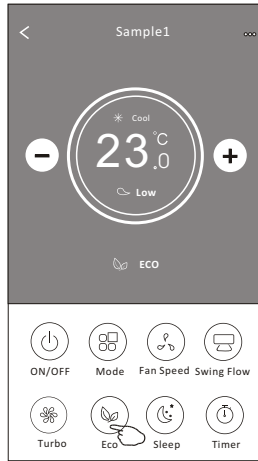 Sample1
Cool
23.0°C
Low
ECO
ON/OFF Mode Fan Speed Swing Flow
Turbo Eco Sleep Timer